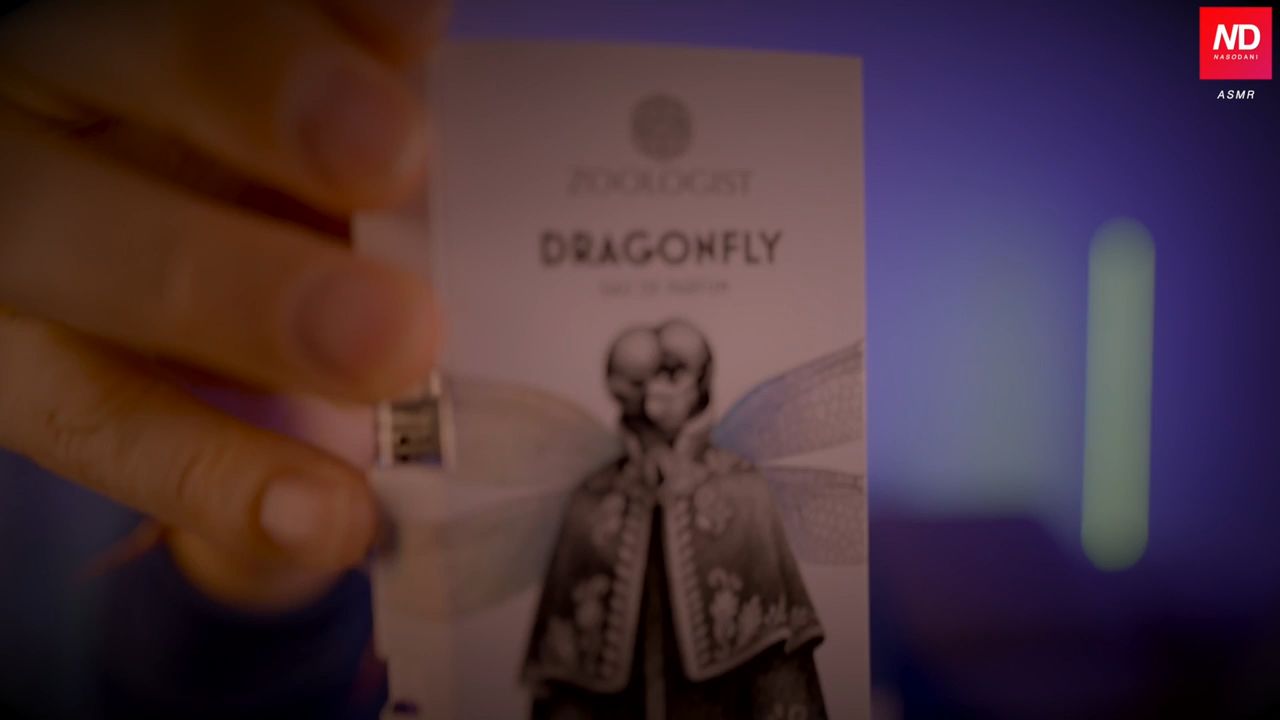 ZOOLOGIST
DRAGONFLY
EAU DE PARFUM
ND
NASODANI
ASMR